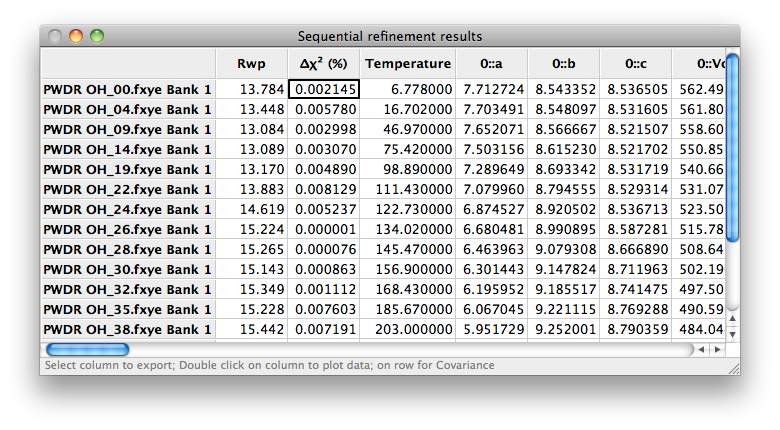 Sequential refinement results
Rwp Δχ² (%) Temperature 0::a 0::b 0::c 0::Vo
PWDR OH_00.fxye Bank 1 13.784 0.002145 6.778000 7.712724 8.543352 8.536505 562.49
PWDR OH_04.fxye Bank 1 13.448 0.005780 16.702000 7.703491 8.548097 8.531605 561.80
PWDR OH_09.fxye Bank 1 13.084 0.002998 46.970000 7.652071 8.566667 8.521507 558.60
PWDR OH_14.fxye Bank 1 13.089 0.003070 75.420000 7.503156 8.615230 8.521702 550.85
PWDR OH_19.fxye Bank 1 13.170 0.004890 98.890000 7.289649 8.693342 8.531719 540.66
PWDR OH_22.fxye Bank 1 13.883 0.008129 111.430000 7.079960 8.794555 8.529314 531.07
PWDR OH_24.fxye Bank 1 14.619 0.005237 122.730000 6.874527 8.920502 8.536713 523.50
PWDR OH_26.fxye Bank 1 15.224 0.000001 134.020000 6.680481 8.990895 8.587281 515.78
PWDR OH_28.fxye Bank 1 15.265 0.000076 145.470000 6.463963 9.079308 8.666890 508.64
PWDR OH_30.fxye Bank 1 15.143 0.000863 156.900000 6.301443 9.147824 8.711963 502.19
PWDR OH_32.fxye Bank 1 15.349 0.001112 168.430000 6.195952 9.185517 8.741475 497.50
PWDR OH_35.fxye Bank 1 15.228 0.007603 185.670000 6.067045 9.221115 8.769288 490.59
PWDR OH_38.fxye Bank 1 15.442 0.007191 203.000000 5.951729 9.252001 8.790359 484.04
Select column to export; Double click on column to plot data; on row for Covariance